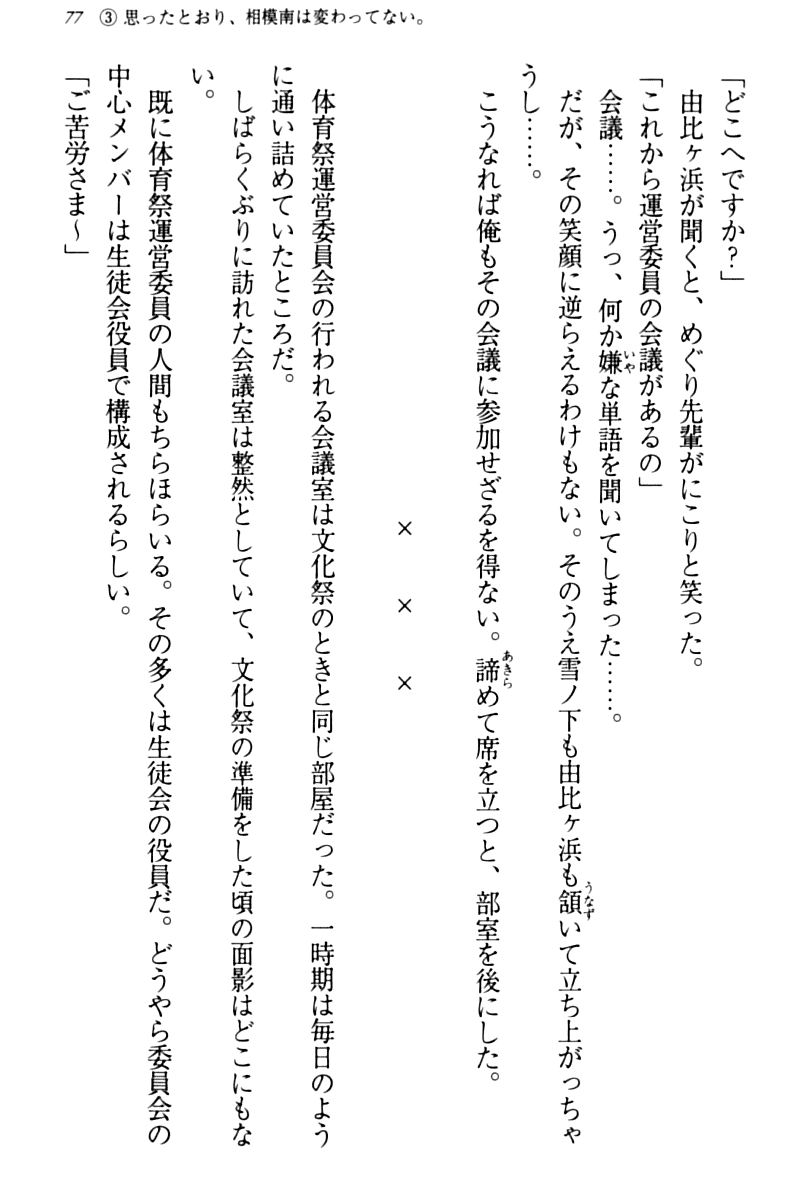 77　③ 思ったとおり、相模南は変わってない。
「どこへですか？」
由比ヶ浜が聞くと、めぐり先輩がにこりと笑った。
「これから運営委員の会議があるの」
会議……。うっ、何か嫌な単語を聞いてしまった……。
だが、その笑顔に逆らえるわけもない。そのうえ雪ノ下も由比ヶ浜も頷いて立ち上がっちゃ
うし……。
こうなれば俺もその会議に参加せざるを得ない。諦めて席を立つと、部室を後にした。
×　×　×
体育祭運営委員会の行われる会議室は文化祭のときと同じ部屋だった。一時期は毎日のよう
に通い詰めていたところだ。
しばらくぶりに訪れた会議室は整然としていて、文化祭の準備をした頃の面影はどこにもな
い。
既に体育祭運営委員の人間もちらほらいる。その多くは生徒会の役員だ。どうやら委員会の
中心メンバーは生徒会役員で構成されるらしい。
「ご苦労さま～」